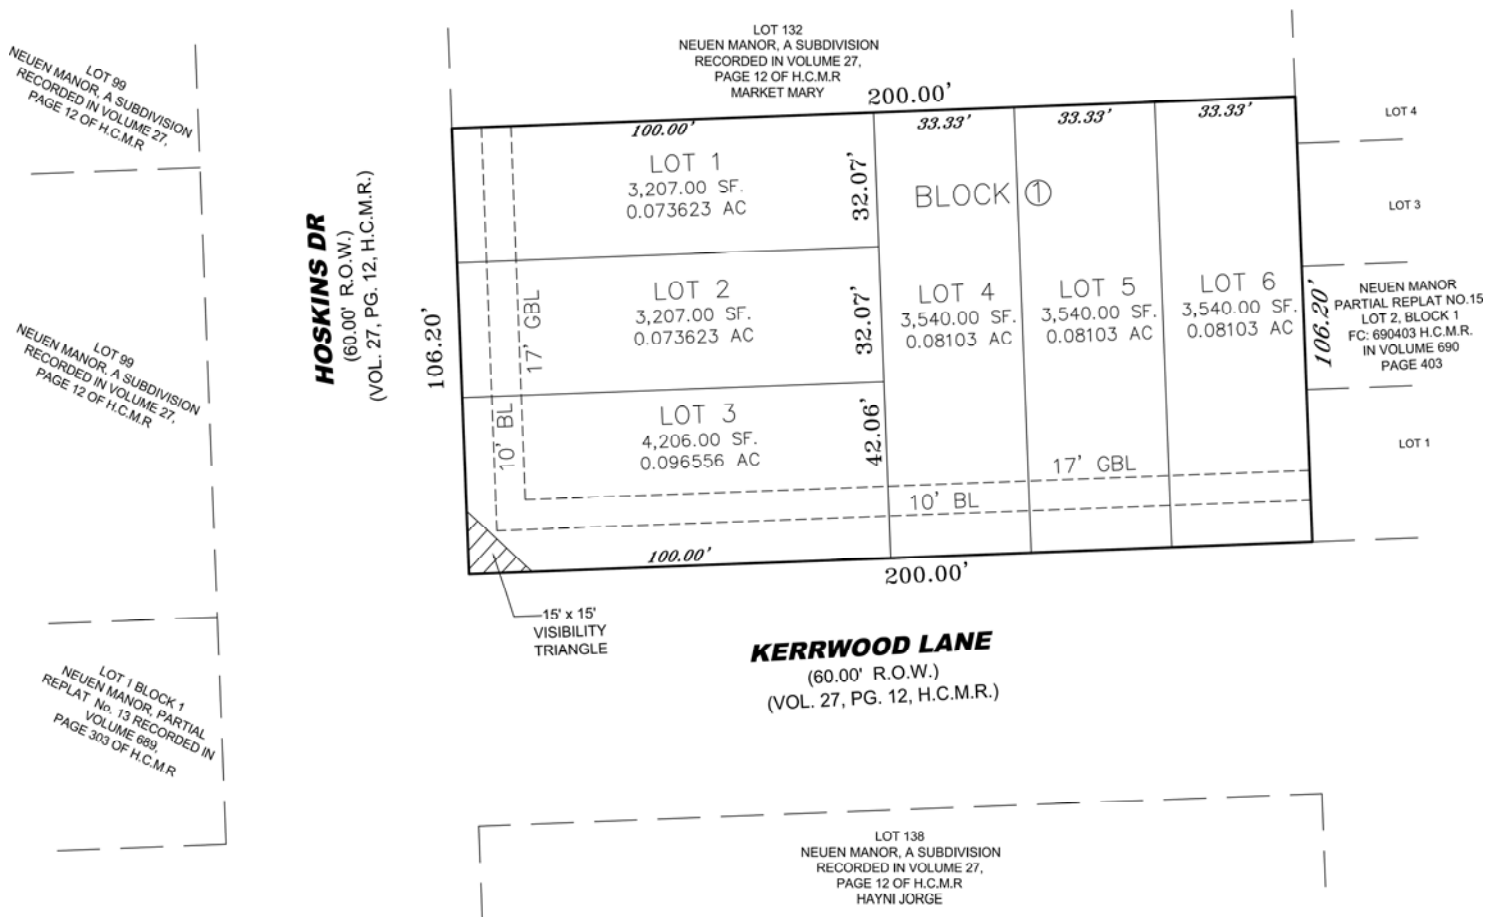 LOT 132
NEUEN MANOR, A SUBDIVISION
RECORDED IN VOLUME 27,
PAGE 12 OF H.C.M.R
MARKET MARY
LOT 99
NEUEN MANOR, A SUBDIVISION
RECORDED IN VOLUME 27,
PAGE 12 OF H.C.M.R
200.00'
100.00'
33.33'
33.33'
33.33'
LOT 4
LOT 1
3,207.00 SF.
0.073623 AC
32.07'
BLOCK 1
LOT 3
HOSKINS DR
(60.00' R.O.W.)
(VOL. 27, PG. 12, H.C.M.R.)
106.20'
17' GBL
LOT 2
3,207.00 SF.
0.073623 AC
32.07'
LOT 4
3,540.00 SF.
0.08103 AC
LOT 5
3,540.00 SF.
0.08103 AC
LOT 6
3,540.00 SF.
0.08103 AC
106.20'
NEUEN MANOR
PARTIAL REPLAT NO.15
LOT 2, BLOCK 1
FC: 690403 H.C.M.R.
IN VOLUME 690
PAGE 403
LOT 99
NEUEN MANOR, A SUBDIVISION
RECORDED IN VOLUME 27,
PAGE 12 OF H.C.M.R
10' BL
LOT 3
4,206.00 SF.
0.096556 AC
42.06'
LOT 1
17' GBL
10' BL
100.00'
200.00'
15' x 15'
VISIBILITY
TRIANGLE
KERRWOOD LANE
(60.00' R.O.W.)
(VOL. 27, PG. 12, H.C.M.R.)
LOT 1 BLOCK 1
NEUEN MANOR, PARTIAL
REPLAT No. 13 RECORDED IN
VOLUME 689,
PAGE 303 OF H.C.M.R
LOT 138
NEUEN MANOR, A SUBDIVISION
RECORDED IN VOLUME 27,
PAGE 12 OF H.C.M.R
HAYNI JORGE